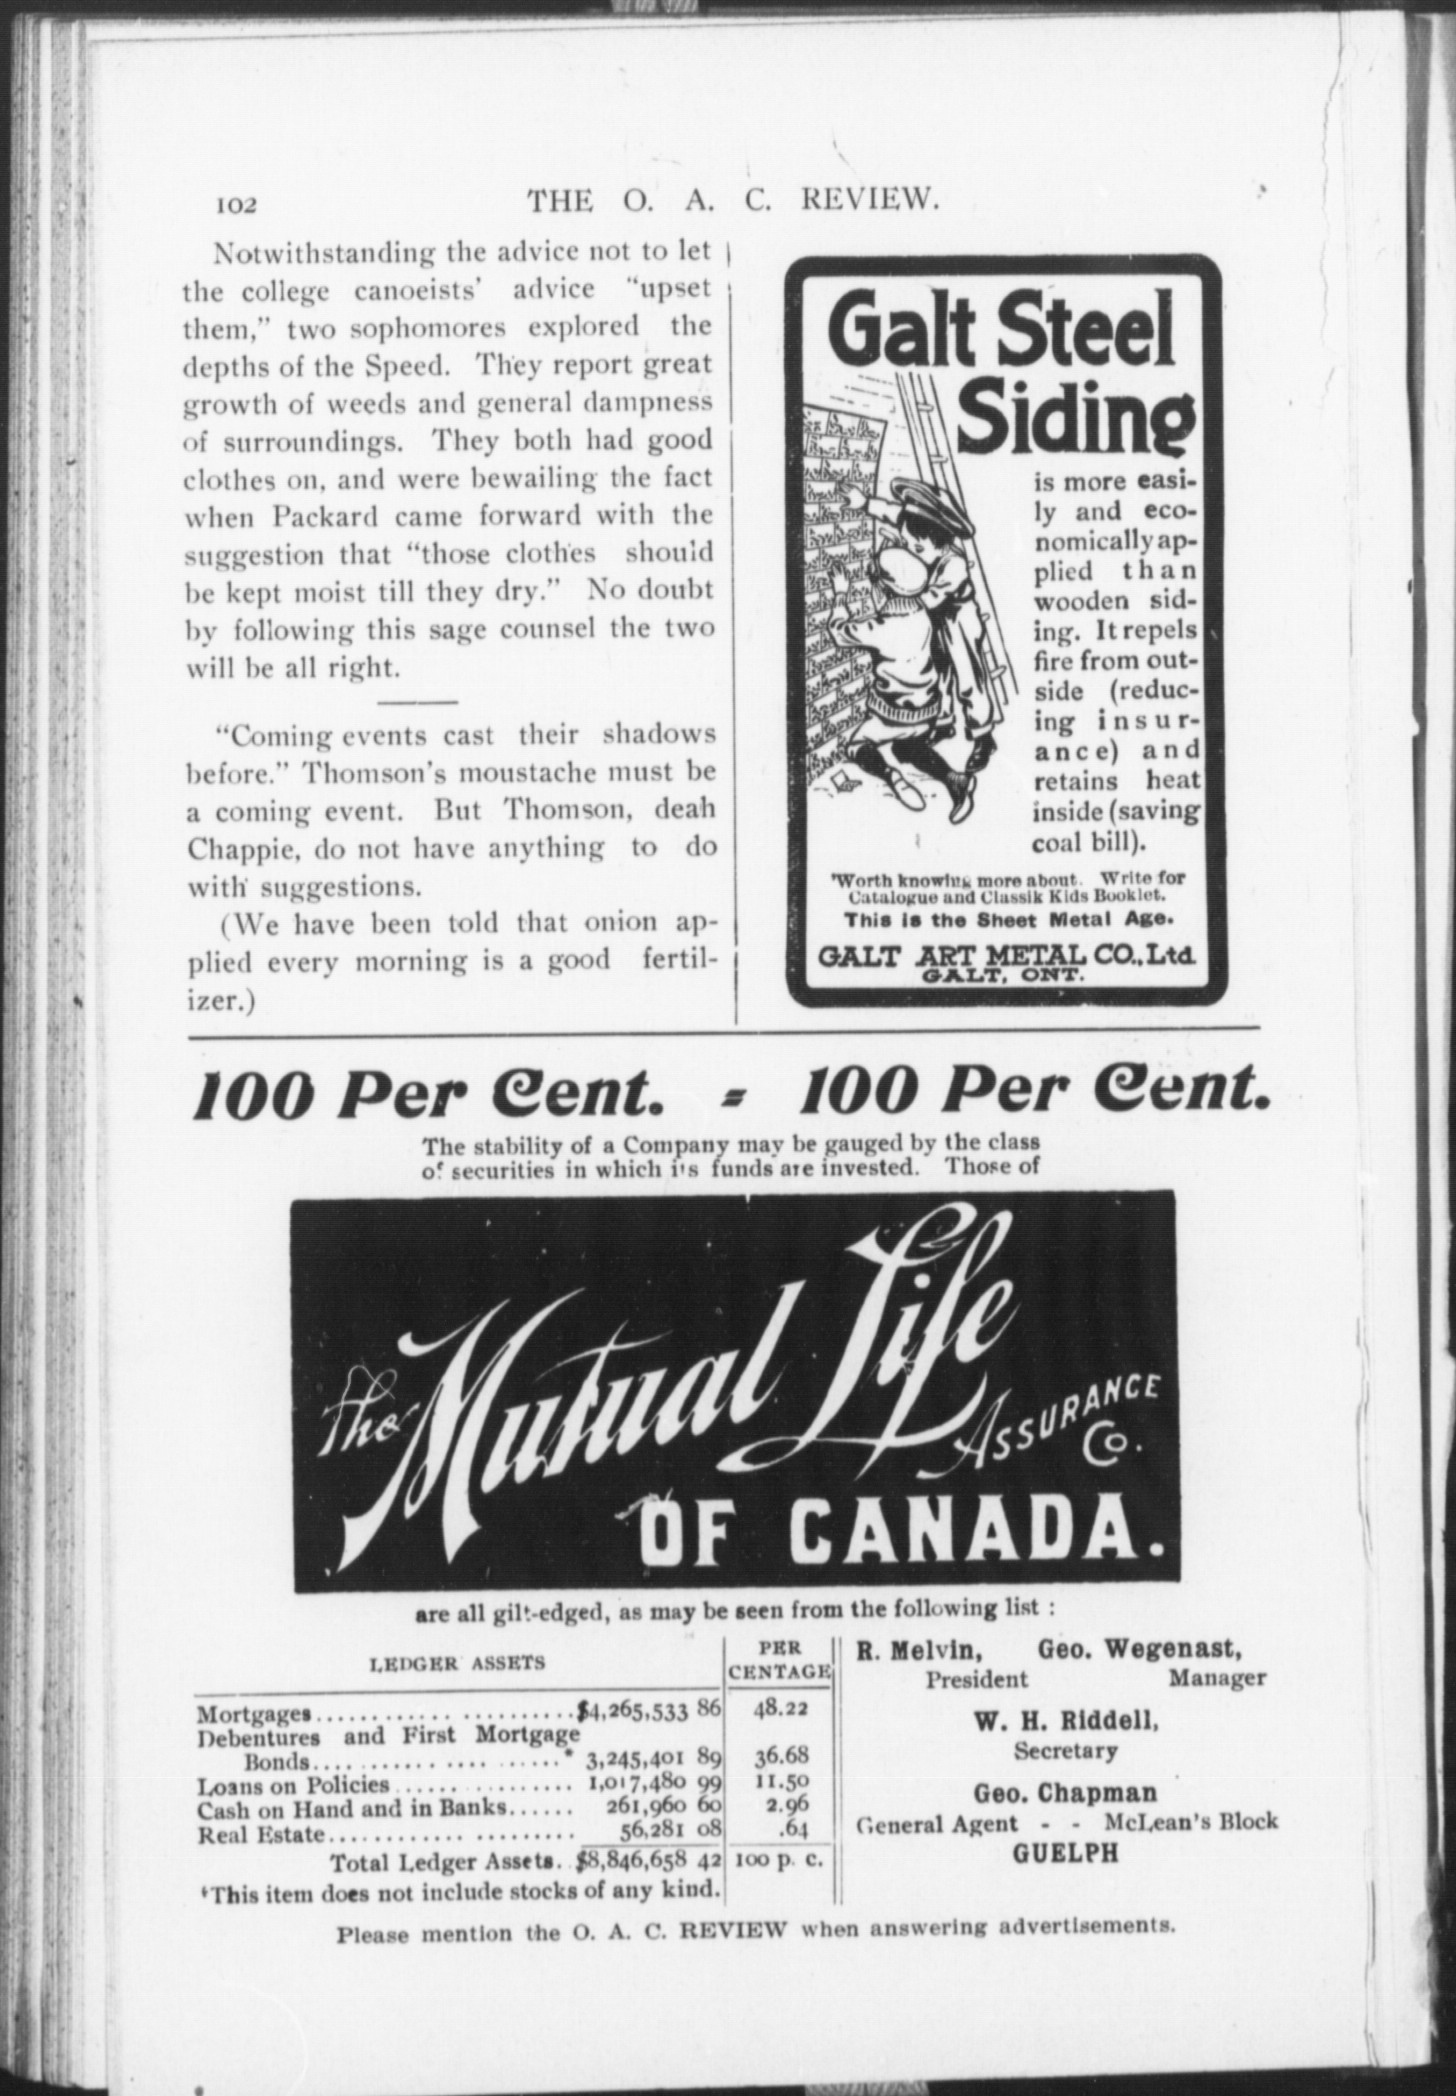 102
THE O. A. C. REVIEW.
Notwithstanding the advice not to let
the college canoeists' advice "upset
them," two sophomores explored the
depths of the Speed. They report great
growth of weeds and general dampness
of surroundings. They both had good
clothes on, and were bewailing the fact
when Packard came forward with the
suggestion that "those clothes should
be kept moist till they dry." No doubt
by following this sage counsel the two
will be all right.
"Coming events cast their shadows
before." Thomson's moustache must be
a coming event. But Thomson, deah
Chappie, do not have anything to do
with suggestions.
(We have been told that onion ap-
plied every morning is a good fertil-
izer.)
Galt Steel
Siding
is more easi-
ly and eco-
nomically ap-
plied than
wooden sid-
ing. It repels
fire from out-
side (reduc-
ing insur-
ance) and
retains heat
inside (saving
coal bill).
Worth knowing more about. Write for
Catalogue and Classik Kids Booklet.
This is the Sheet Metal Age.
GALT ART METAL CO., Ltd
GALT, ONT.
100 Per Cent. = 100 Per Cent.
The stability of a Company may be gauged by the class
of securities in which its funds are invested. Those of
The Mutual Life
ASSURANCE
Co.
OF CANADA.
are all gilt-edged, as may be seen from the following list :
LEDGER ASSETS PER
CENTAGE
Mortgages....................... $4,265,533 86 48.22
Debentures and First Mortgage
Bonds.......................* 3,245,401 89 36.68
Loans on Policies ................ 1,017,480 99 11.50
Cash on Hand and in Banks...... 261,960 60 2.96
Real Estate..................... 56,281 08 .64
Total Ledger Assets.. $8,846,658 42 100 p. c.
*This item does not include stocks of any kind.
R. Melvin, Geo. Wegenast,
President Manager
W. H. Riddell,
Secretary
Geo. Chapman
General Agent - - McLean's Block
GUELPH
Please mention the O. A. C. REVIEW when answering advertisements.